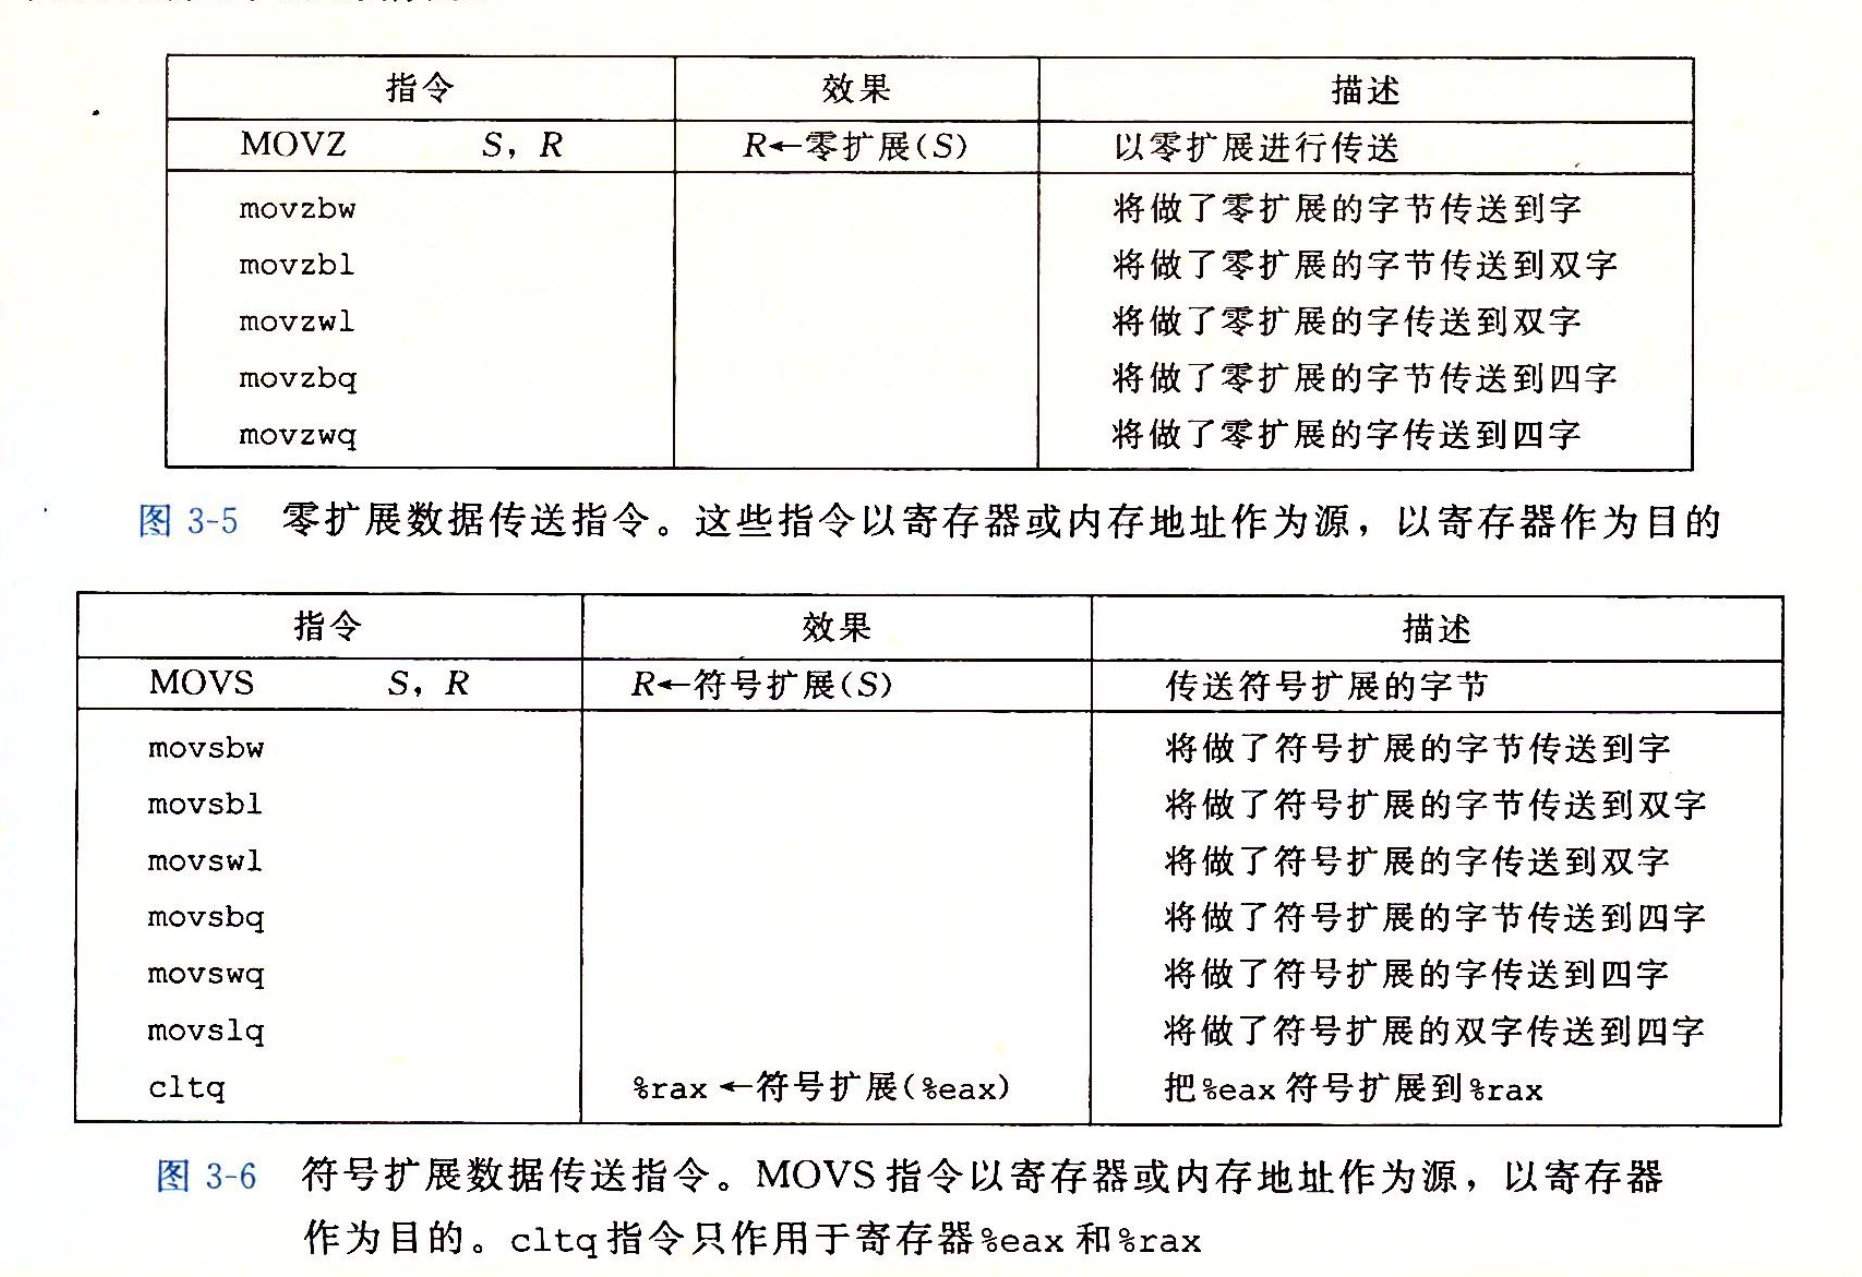 指令 效果 描述
MOVZ S, R R←零扩展(S) 以零扩展进行传送
movzbw 将做了零扩展的字节传送到字
movzbl 将做了零扩展的字节传送到双字
movzwl 将做了零扩展的字传送到双字
movzbq 将做了零扩展的字节传送到四字
movzwq 将做了零扩展的字传送到四字
图 3-5 零扩展数据传送指令。这些指令以寄存器或内存地址作为源，以寄存器作为目的
指令 效果 描述
MOVS S, R R←符号扩展(S) 传送符号扩展的字节
movsbw 将做了符号扩展的字节传送到字
movsbl 将做了符号扩展的字节传送到双字
movswl 将做了符号扩展的字传送到双字
movsbq 将做了符号扩展的字节传送到四字
movswq 将做了符号扩展的字传送到四字
movslq 将做了符号扩展的双字传送到四字
cltq %rax←符号扩展(%eax) 把%eax符号扩展到%rax
图 3-6 符号扩展数据传送指令。MOVS指令以寄存器或内存地址作为源，以寄存器
作为目的。cltq指令只作用于寄存器%eax和%rax